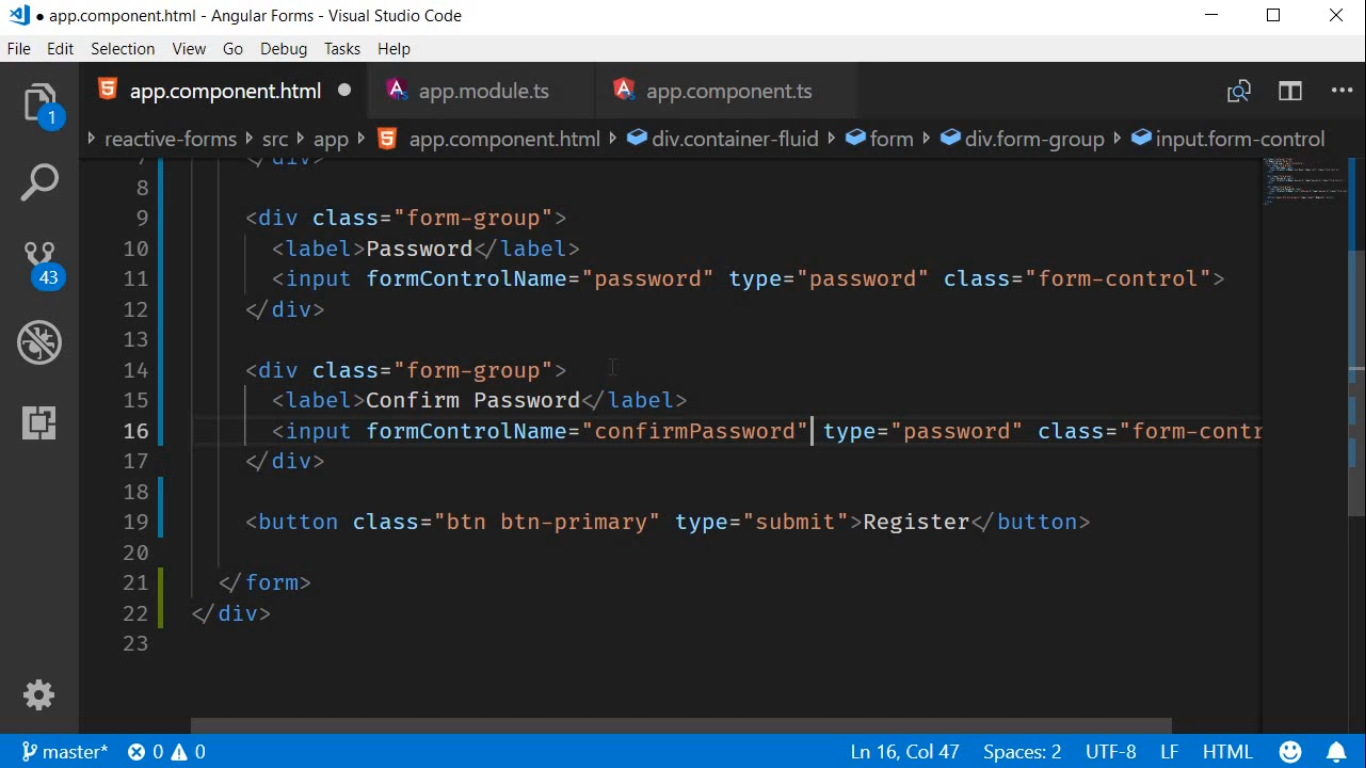 app.component.html - Angular Forms - Visual Studio Code
File Edit Selection View Go Debug Tasks Help
1
app.component.html app.module.ts app.component.ts
reactive-forms src app app.component.html div.container-fluid form div.form-group input.form-control
7 </div>
8
9 <div class="form-group">
10 <label>Password</label>
11 <input formControlName="password" type="password" class="form-control">
12 </div>
13
14 <div class="form-group">
15 <label>Confirm Password</label>
16 <input formControlName="confirmPassword" type="password" class="form-contr
17 </div>
18
19 <button class="btn btn-primary" type="submit">Register</button>
20
21 </form>
22 </div>
23
43
master* 0 0 Ln 16, Col 47 Spaces: 2 UTF-8 LF HTML